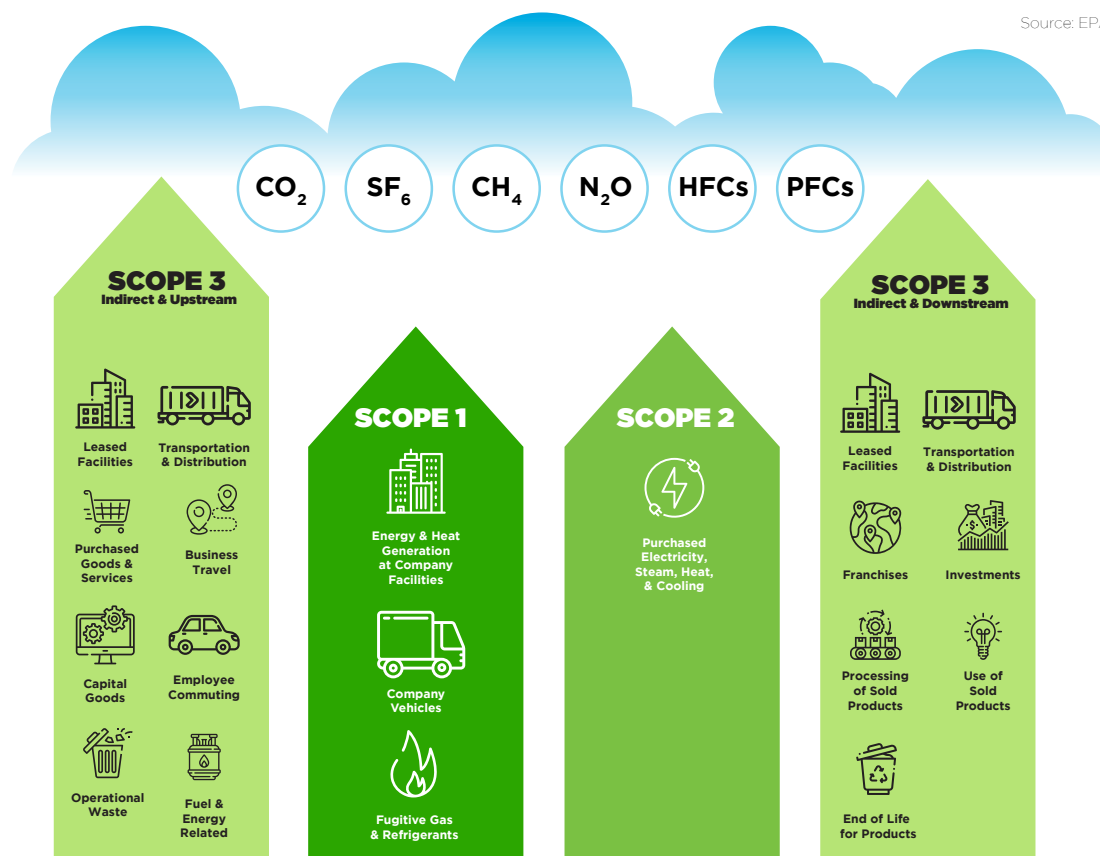 Source: EPA
CO₂
SF₆
CH₄
N₂O
HFCs
PFCs
SCOPE 3
Indirect & Upstream
Leased
Facilities
Transportation
& Distribution
Purchased
Goods &
Services
Business
Travel
Capital
Goods
Employee
Commuting
Operational
Waste
Fuel &
Energy
Related
SCOPE 1
Energy & Heat
Generation
at Company
Facilities
Company
Vehicles
Fugitive Gas
& Refrigerants
SCOPE 2
Purchased
Electricity,
Steam, Heat,
& Cooling
SCOPE 3
Indirect & Downstream
Leased
Facilities
Transportation
& Distribution
Franchises
Investments
Processing
of Sold
Products
Use of
Sold
Products
End of Life
for Products